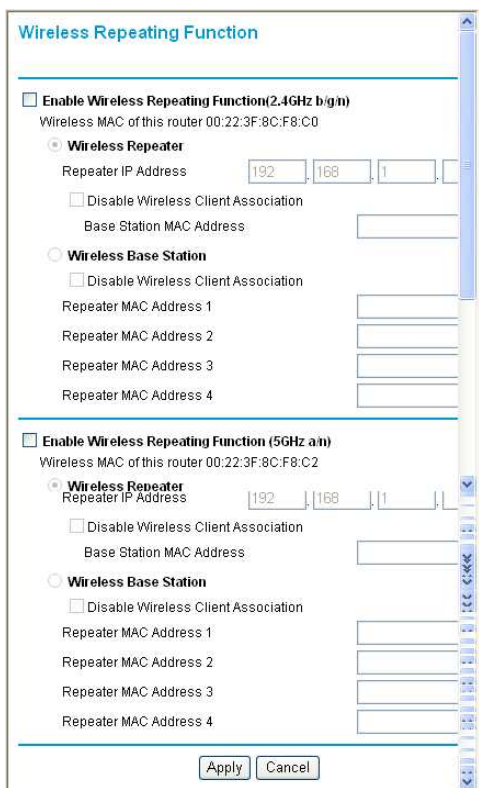 Wireless Repeating Function
Enable Wireless Repeating Function(2.4GHz b/g/n)
Wireless MAC of this router 00:22:3F:8C:F8:C0
Wireless Repeater
Repeater IP Address 192 . 168 . 1 .
Disable Wireless Client Association
Base Station MAC Address
Wireless Base Station
Disable Wireless Client Association
Repeater MAC Address 1
Repeater MAC Address 2
Repeater MAC Address 3
Repeater MAC Address 4
Enable Wireless Repeating Function (5GHz a/n)
Wireless MAC of this router 00:22:3F:8C:F8:C2
Wireless Repeater
Repeater IP Address 192 . 168 . 1 .
Disable Wireless Client Association
Base Station MAC Address
Wireless Base Station
Disable Wireless Client Association
Repeater MAC Address 1
Repeater MAC Address 2
Repeater MAC Address 3
Repeater MAC Address 4
Apply Cancel